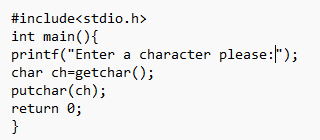 #include<stdio.h>
int main(){
printf("Enter a character please:");
char ch=getchar();
putchar(ch);
return 0;
}